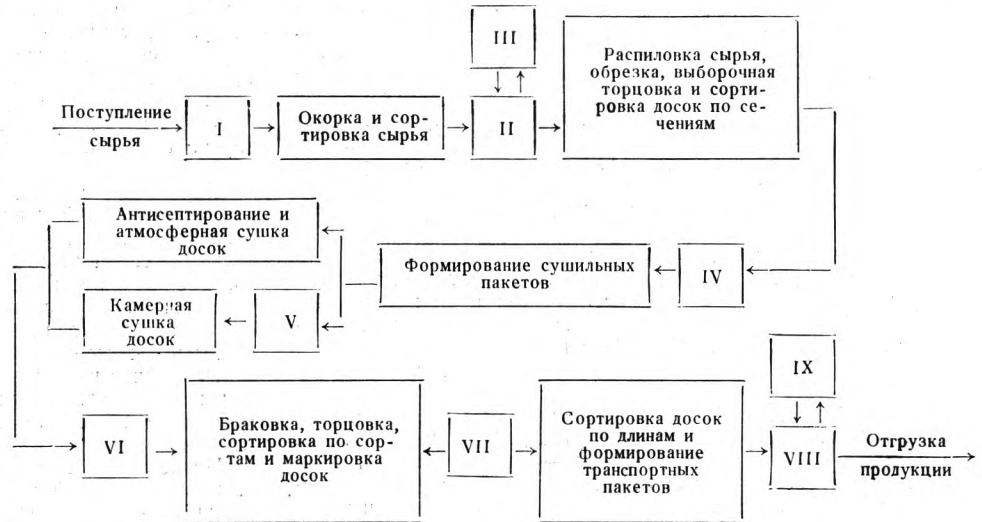 III
Распиловка сырья,
обрезка, выборочная
торцовка и сорти-
ровка досок по се-
чениям
Поступление
сырья
I
Окорка и сор-
тировка сырья
II
Антисептирование и
атмосферная сушка
досок
Формирование сушильных
пакетов
IV
Камерная
сушка
досок
V
IX
VI
Браковка, торцовка,
сортировка по сор-
там и маркировка
досок
VII
Сортировка досок
по длинам и
формирование
транспортных
пакетов
VIII
Отгрузка
продукции